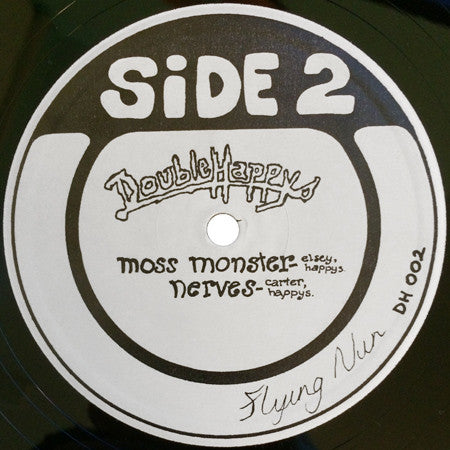 SiDE 2
DoubleHappys
moss monster- elsey, happys.
nerves- carter, happys.
DH 002
Flying Nun